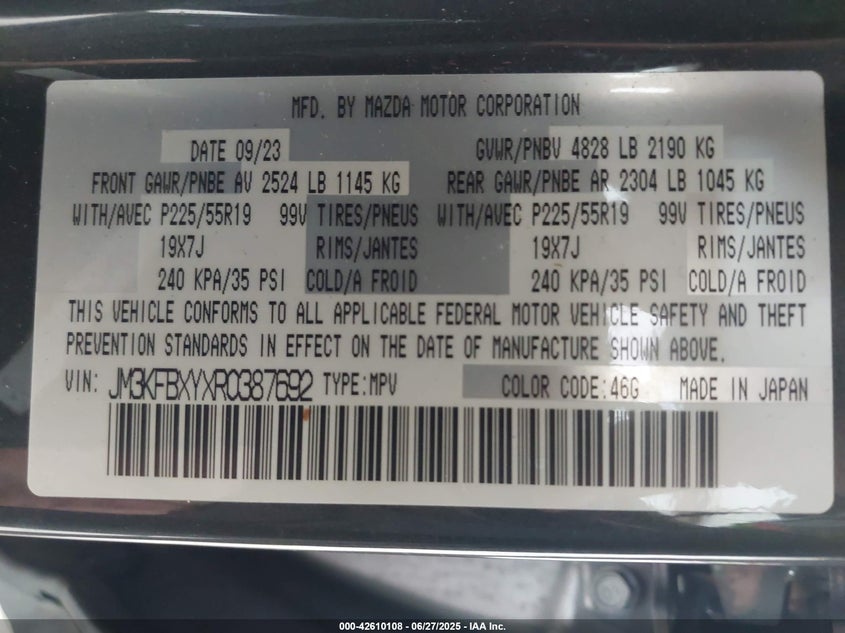 MFD. BY MAZDA MOTOR CORPORATION
DATE 09/23 GVWR/PNBV 4828 LB 2190 KG
FRONT GAWR/PNBE AV 2524 LB 1145 KG REAR GAWR/PNBE AR 2304 LB 1045 KG
WITH/AVEC P225/55R19 99V TIRES/PNEUS WITH/AVEC P225/55R19 99V TIRES/PNEUS
19X7J RIMS/JANTES 19X7J RIMS/JANTES
240 KPA/35 PSI COLD/A FROID 240 KPA/35 PSI COLD/A FROID
THIS VEHICLE CONFORMS TO ALL APPLICABLE FEDERAL MOTOR VEHICLE SAFETY AND THEFT
PREVENTION STANDARDS IN EFFECT ON THE DATE OF MANUFACTURE SHOWN ABOVE.
VIN: JM3KFBXYXR0387692 TYPE:MPV COLOR CODE:46G MADE IN JAPAN
000-42610108 - 06/27/2025 - IAA Inc.